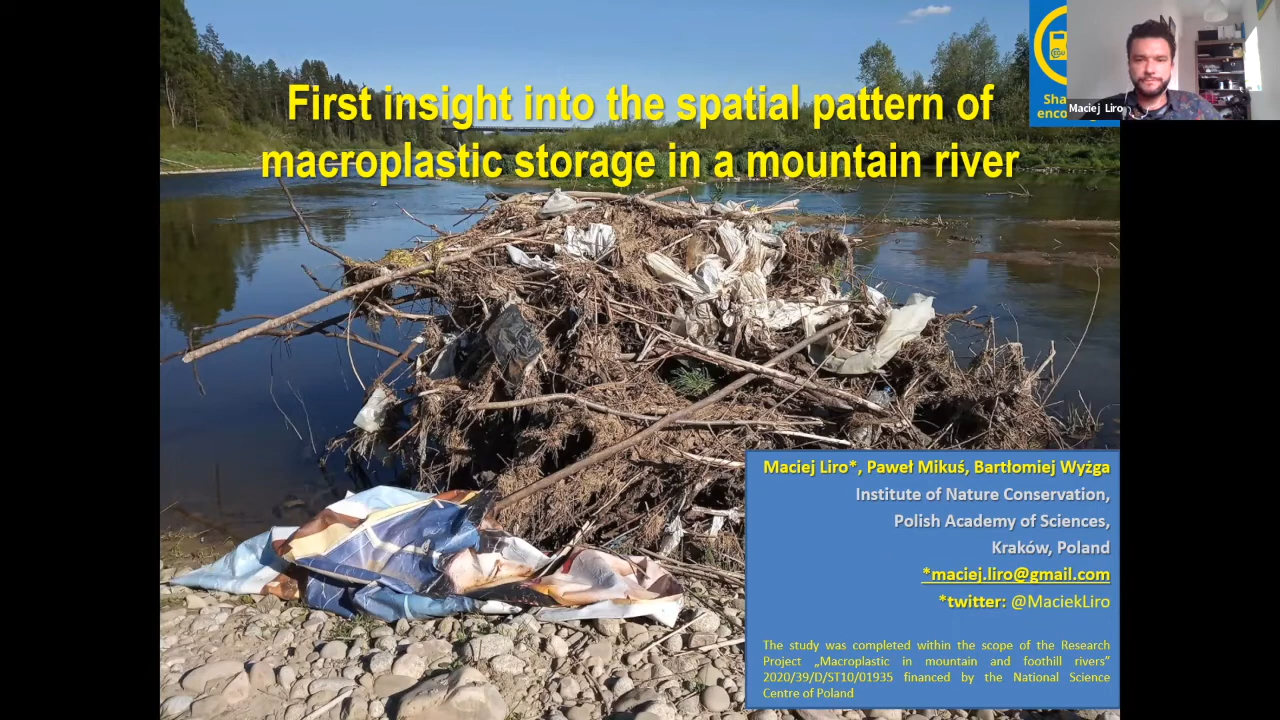 First insight into the spatial pattern of
macroplastic storage in a mountain river
Sha
enco
Maciej Liro
Maciej Liro*, Paweł Mikuś, Bartłomiej Wyżga
Institute of Nature Conservation,
Polish Academy of Sciences,
Kraków, Poland
*maciej.liro@gmail.com
*twitter: @MaciekLiro
The study was completed within the scope of the Research
Project „Macroplastic in mountain and foothill rivers”
2020/39/D/ST10/01935 financed by the National Science
Centre of Poland